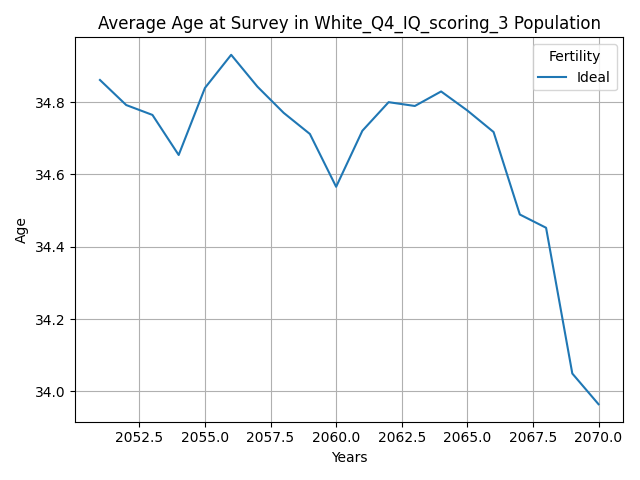 Average Age at Survey in White_Q4_IQ_scoring_3 Population
Fertility
Ideal
34.8
34.6
34.4
34.2
34.0
Age
2052.5 2055.0 2057.5 2060.0 2062.5 2065.0 2067.5 2070.0
Years